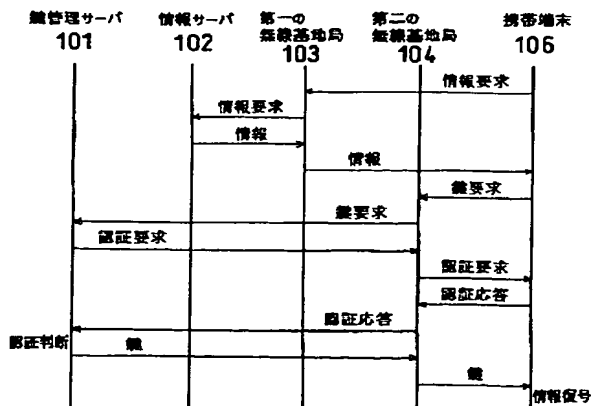 鍵管理サーバ
101
情報サーバ
102
第一の
無線基地局
103
第二の
無線基地局
104
携帯端末
106
情報要求
情報要求
情報
情報
鍵要求
鍵要求
認証要求
認証要求
認証応答
認証応答
認証判断
鍵
鍵
情報復号